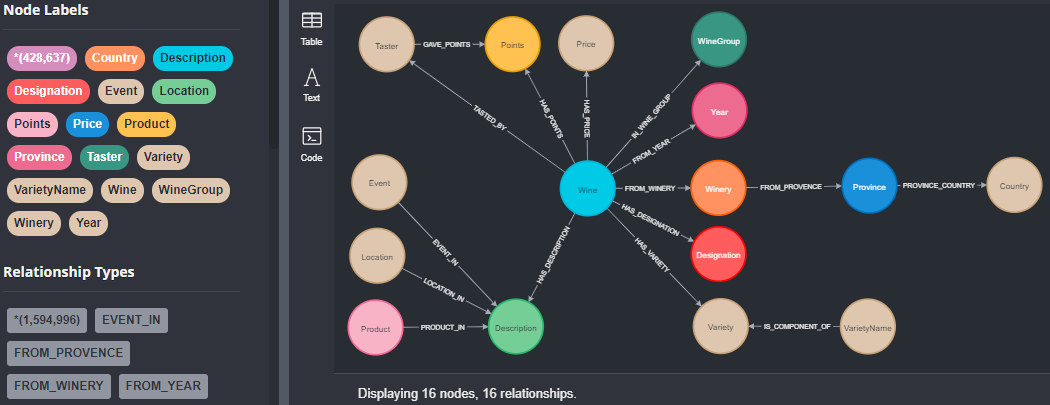 Node Labels
*(428,637) Country Description
Designation Event Location
Points Price Product
Province Taster Variety
VarietyName Wine WineGroup
Winery Year
Relationship Types
*(1,594,996) EVENT_IN
FROM_PROVENCE
FROM_WINERY FROM_YEAR
Table
Text
Code
Taster GAVE_POINTS Points Price WineGroup
TASTED_BY HAS_POINTS HAS_PRICE IN_WINE_GROUP
Year
FROM_YEAR
Event Wine FROM_WINERY Winery FROM_PROVENCE Province PROVINCE_COUNTRY Country
HAS_DESIGNATION
EVENT_IN HAS_DESCRIPTION HAS_VARIETY
Location Designation
LOCATION_IN
Product PRODUCT_IN Description Variety IS_COMPONENT_OF VarietyName
Displaying 16 nodes, 16 relationships.